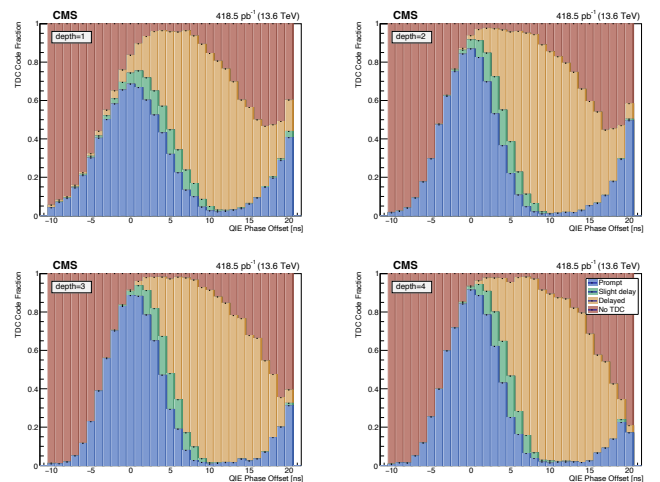 CMS 418.5 pb⁻¹ (13.6 TeV)
depth=1
TDC Code Fraction
1
0.8
0.6
0.4
0.2
0
−10 −5 0 5 10 15 20
QIE Phase Offset [ns]
CMS 418.5 pb⁻¹ (13.6 TeV)
depth=2
TDC Code Fraction
1
0.8
0.6
0.4
0.2
0
−10 −5 0 5 10 15 20
QIE Phase Offset [ns]
CMS 418.5 pb⁻¹ (13.6 TeV)
depth=3
TDC Code Fraction
1
0.8
0.6
0.4
0.2
0
−10 −5 0 5 10 15 20
QIE Phase Offset [ns]
CMS 418.5 pb⁻¹ (13.6 TeV)
depth=4
Prompt
Slight delay
Delayed
No TDC
TDC Code Fraction
1
0.8
0.6
0.4
0.2
0
−10 −5 0 5 10 15 20
QIE Phase Offset [ns]